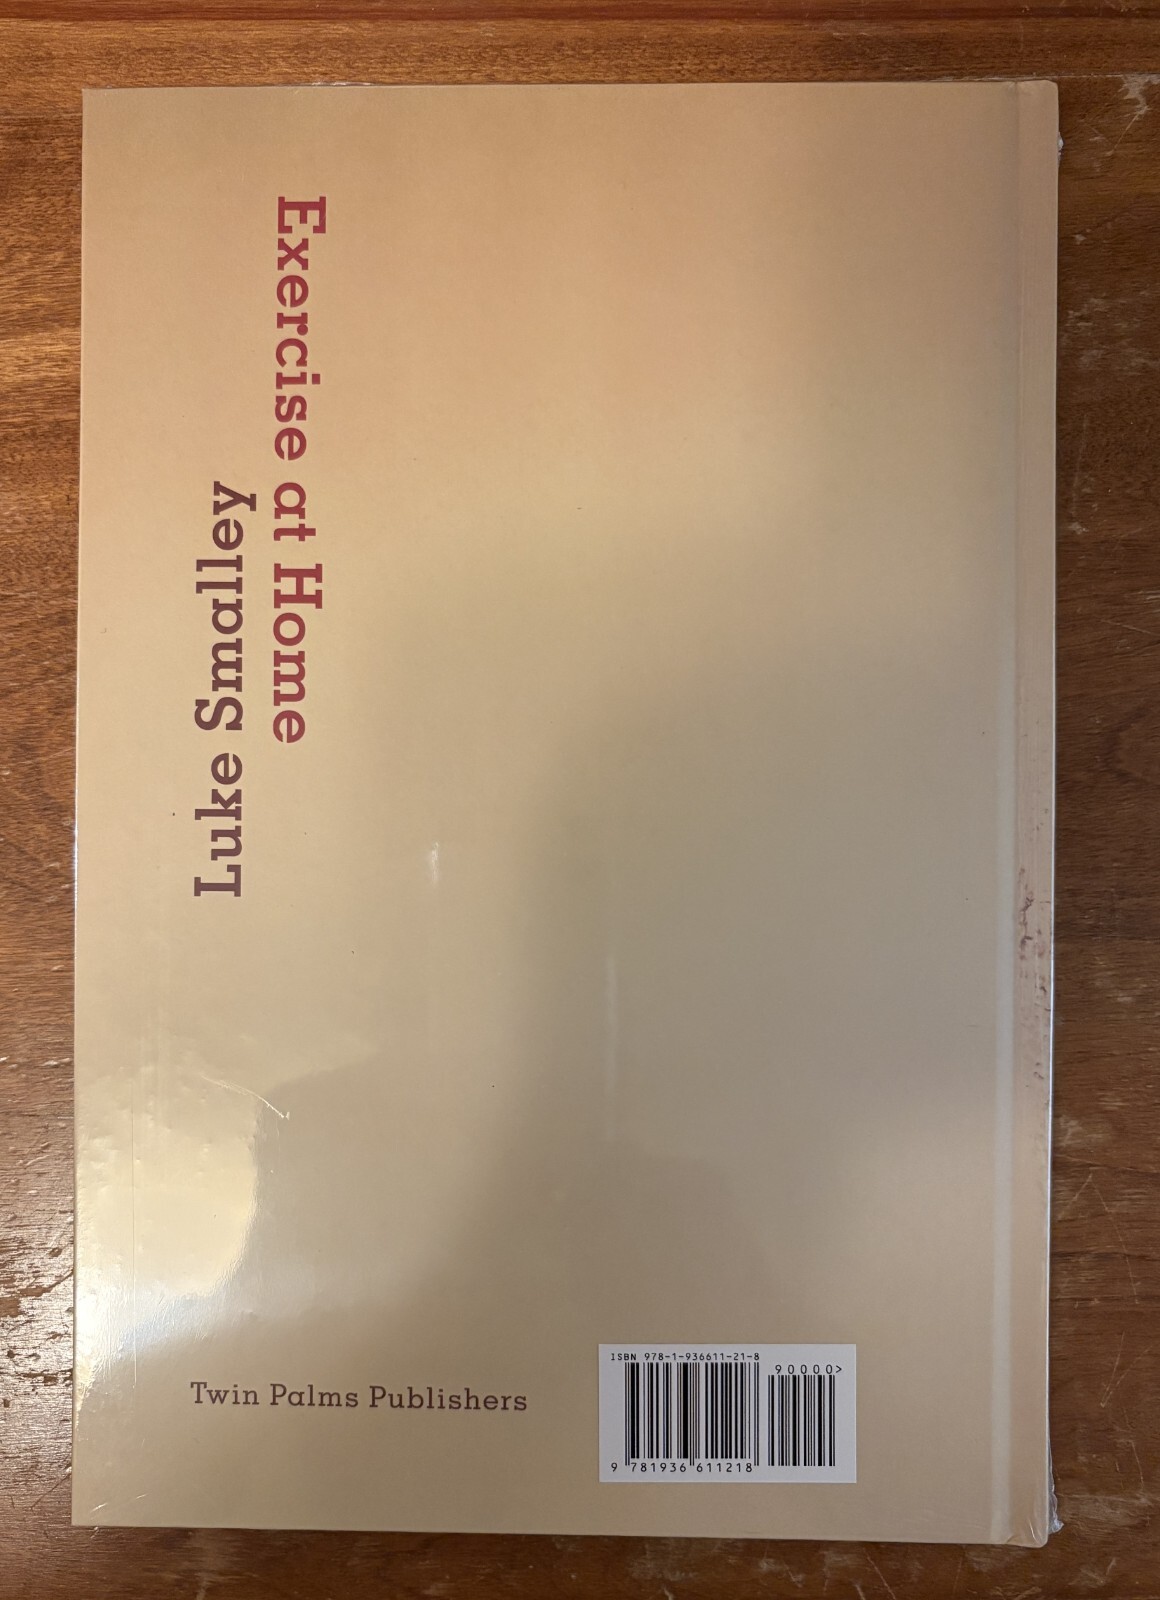 Exercise at Home
Luke Smalley
Twin Palms Publishers
ISBN 978-1-936611-21-8
90000>
9 781936 611218